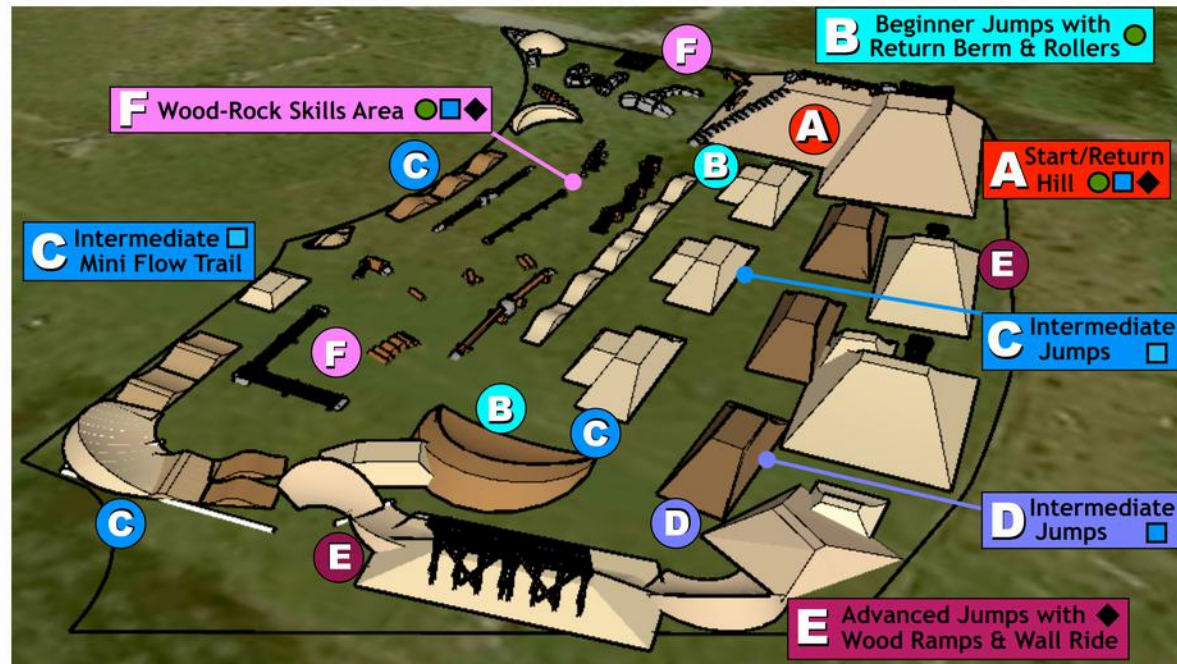 B Beginner Jumps with
Return Berm & Rollers
F
F Wood-Rock Skills Area
A
C
B
A Start/Return
Hill
C Intermediate
Mini Flow Trail
E
F
C Intermediate
Jumps
B
C
C
D
D Intermediate
Jumps
E
E Advanced Jumps with
Wood Ramps & Wall Ride